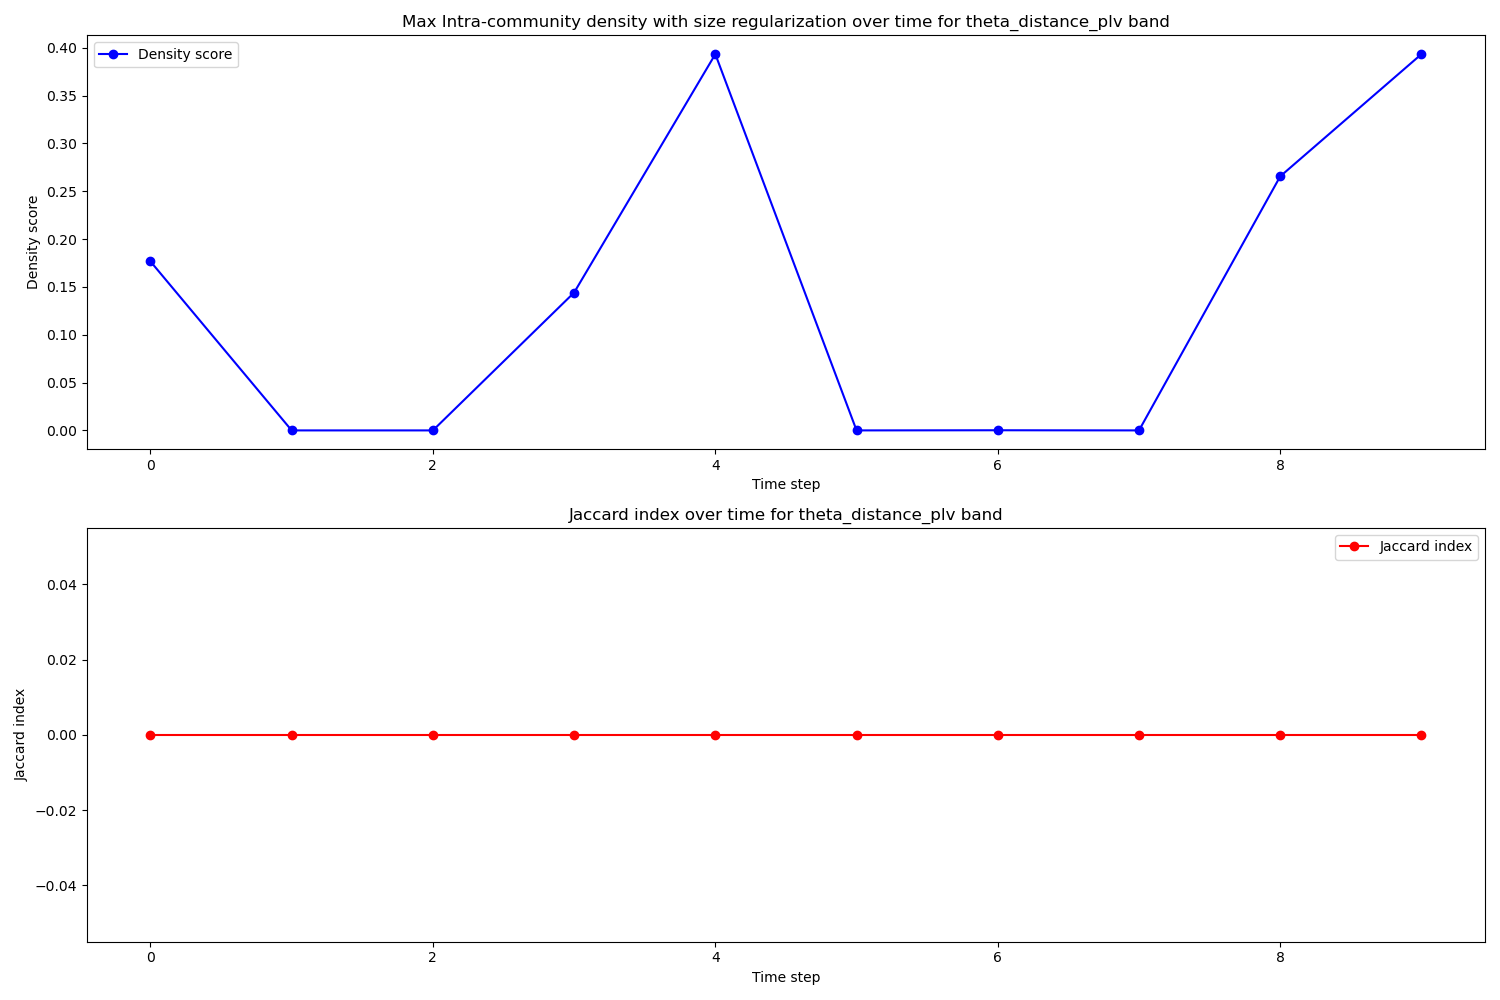 Max Intra-community density with size regularization over time for theta_distance_plv band
Density score
0.40
0.35
0.30
0.25
0.20
0.15
0.10
0.05
0.00
Density score
0 2 4 6 8
Time step
Jaccard index over time for theta_distance_plv band
Jaccard index
0.04
0.02
0.00
−0.02
−0.04
Jaccard index
0 2 4 6 8
Time step